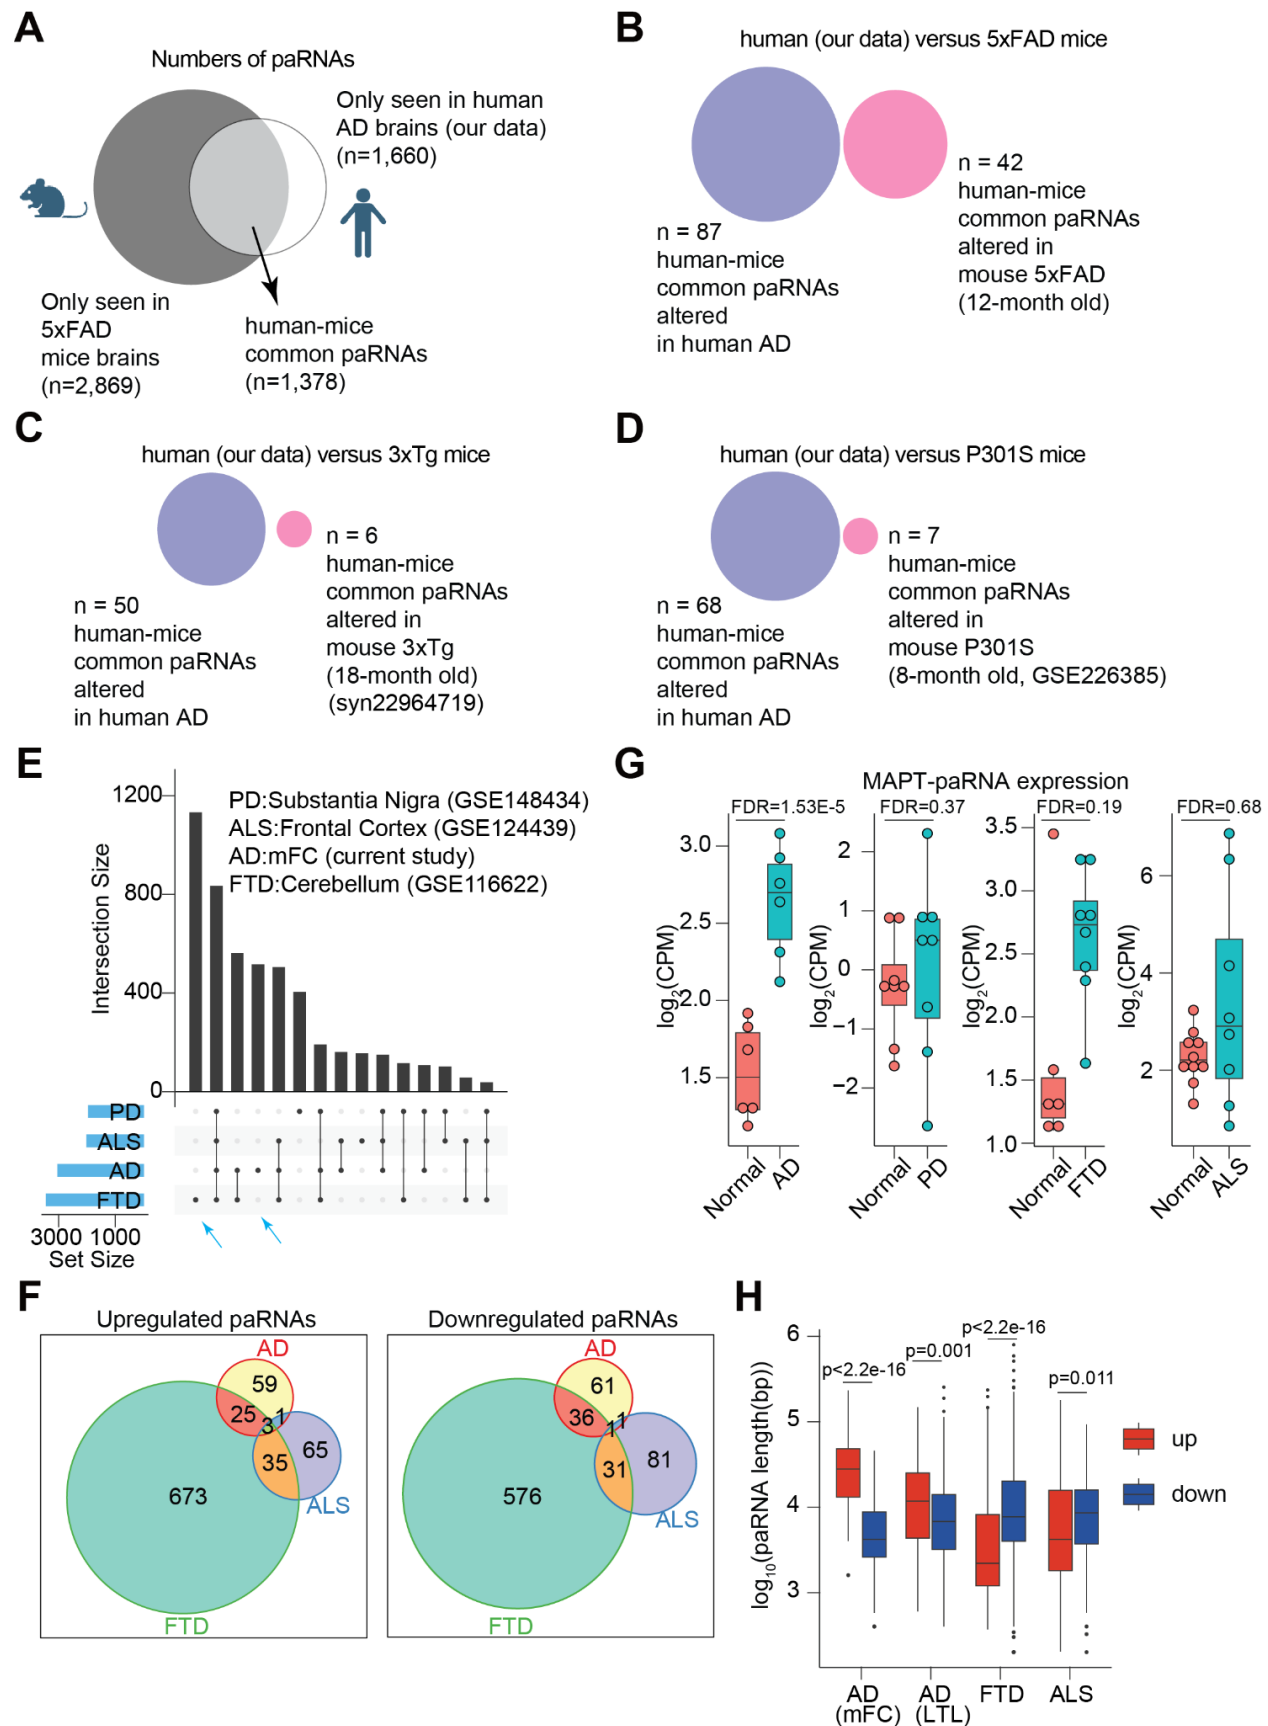 A
Numbers of paRNAs
Only seen in human
AD brains (our data)
(n=1,660)
Only seen in
5xFAD
mice brains
(n=2,869)
human-mice
common paRNAs
(n=1,378)
B
human (our data) versus 5xFAD mice
n = 87
human-mice
common paRNAs
altered
in human AD
n = 42
human-mice
common paRNAs
altered in
mouse 5xFAD
(12-month old)
C
human (our data) versus 3xTg mice
n = 50
human-mice
common paRNAs
altered
in human AD
n = 6
human-mice
common paRNAs
altered in
mouse 3xTg
(18-month old)
(syn22964719)
D
human (our data) versus P301S mice
n = 68
human-mice
common paRNAs
altered
in human AD
n = 7
human-mice
common paRNAs
altered in
mouse P301S
(8-month old, GSE226385)
E
PD:Substantia Nigra (GSE148434)
ALS:Frontal Cortex (GSE124439)
AD:mFC (current study)
FTD:Cerebellum (GSE116622)
Intersection Size
1200
800
400
0
PD
ALS
AD
FTD
3000 1000
Set Size
G
MAPT-paRNA expression
FDR=1.53E-5
log2(CPM)
3.0
2.5
2.0
1.5
Normal
AD
FDR=0.37
log2(CPM)
2
1
0
−1
−2
Normal
PD
FDR=0.19
log2(CPM)
3.5
3.0
2.5
2.0
1.5
1.0
Normal
FTD
FDR=0.68
log2(CPM)
6
4
2
Normal
ALS
F
Upregulated paRNAs
AD
59
25
3
1
35
65
673
ALS
FTD
Downregulated paRNAs
AD
61
36
11
1
31
81
576
ALS
FTD
H
log10(paRNA length(bp))
6
5
4
3
p<2.2e-16
p=0.001
p<2.2e-16
p=0.011
up
down
AD
(mFC)
AD
(LTL)
FTD
ALS